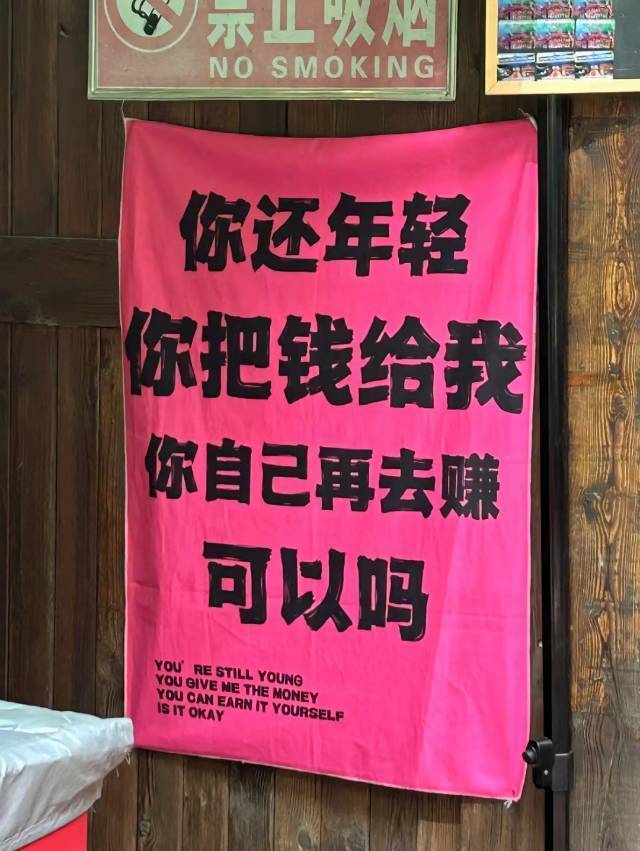 禁止吸烟
NO SMOKING
你还年轻
你把钱给我
你自己再去赚
可以吗
YOU' RE STILL YOUNG
YOU GIVE ME THE MONEY
YOU CAN EARN IT YOURSELF
IS IT OKAY